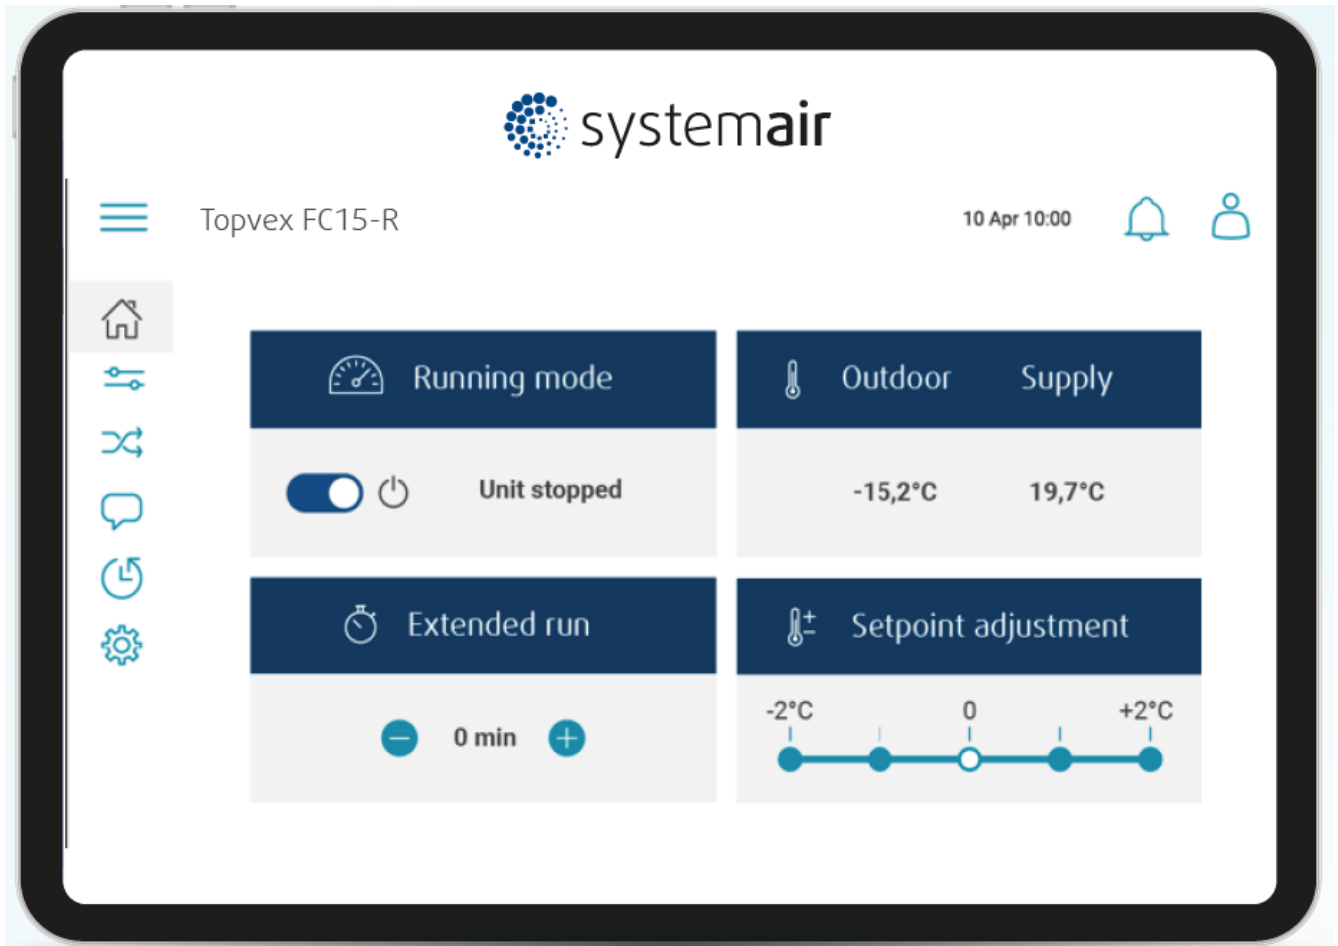 systemair
Topvex FC15-R
10 Apr 10:00
Running mode
Unit stopped
Outdoor Supply
-15,2°C 19,7°C
Extended run
0 min
Setpoint adjustment
-2°C 0 +2°C